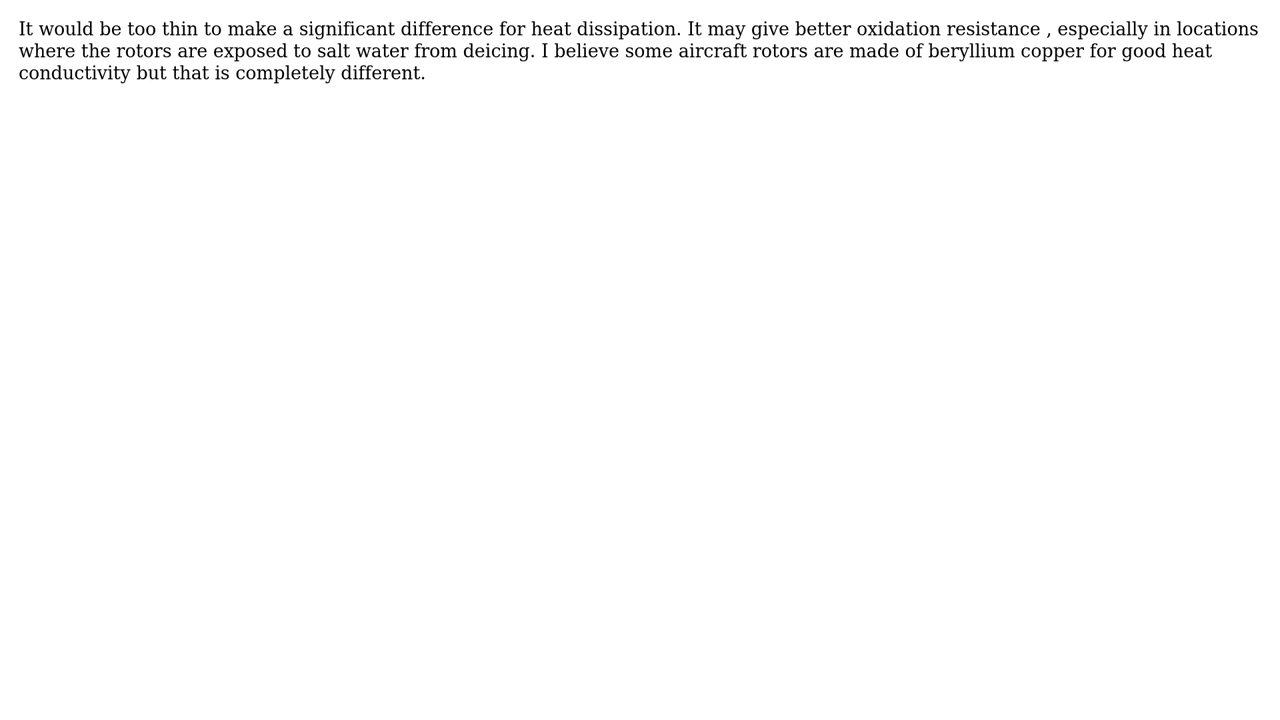 It would be too thin to make a significant difference for heat dissipation. It may give better oxidation resistance , especially in locations
where the rotors are exposed to salt water from deicing. I believe some aircraft rotors are made of beryllium copper for good heat
conductivity but that is completely different.